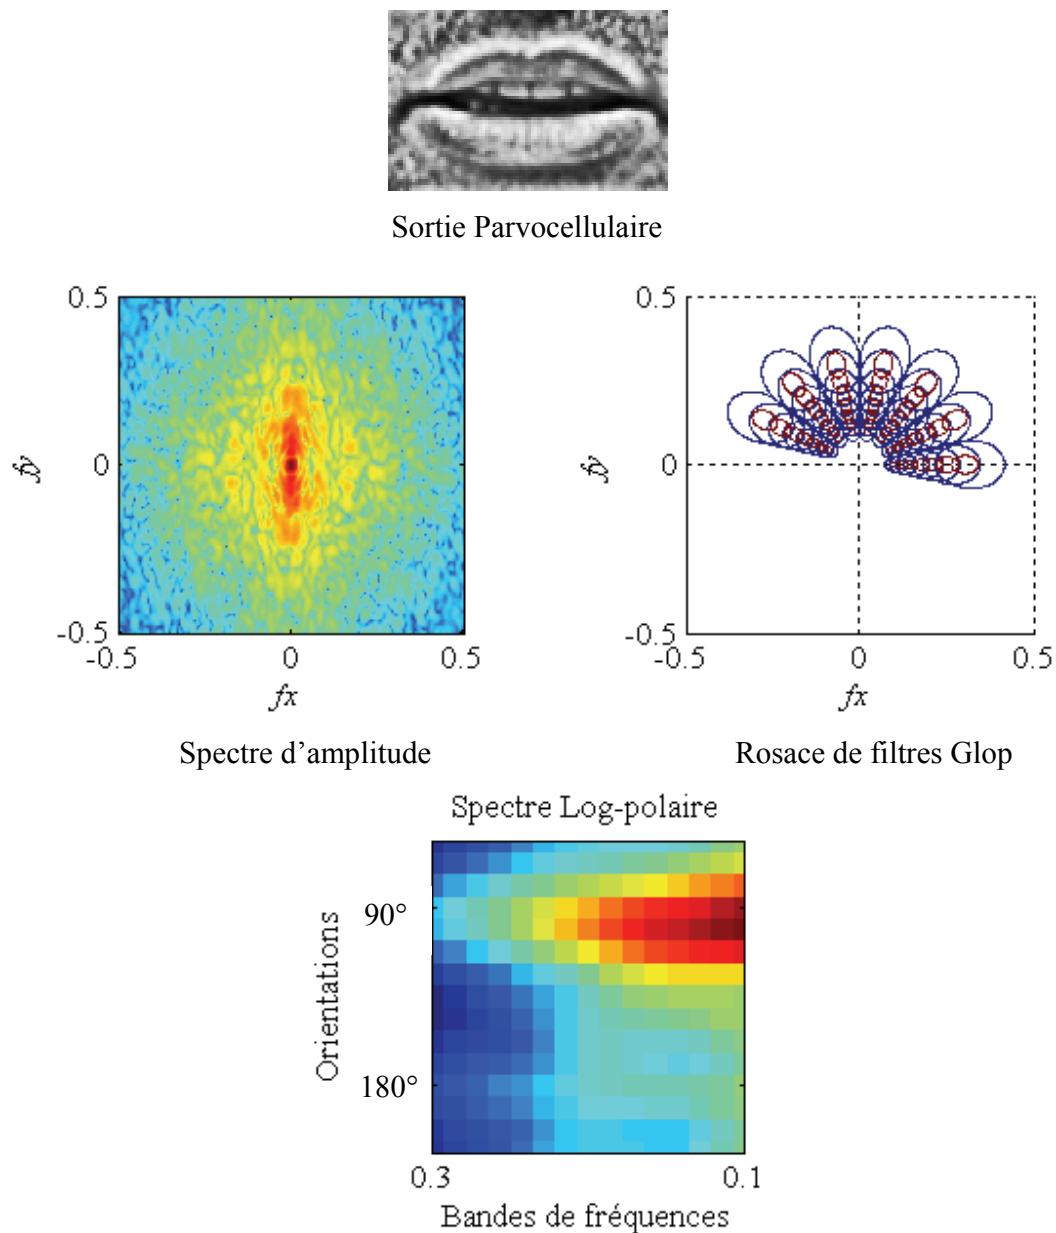 Sortie Parvocellulaire
0.5
fy
0
-0.5
-0.5 0 0.5
fx
Spectre d’amplitude
0.5
fy
0
-0.5
-0.5 0 0.5
fx
Rosace de filtres Glop
Spectre Log-polaire
Orientations
90°
180°
0.3 0.1
Bandes de fréquences